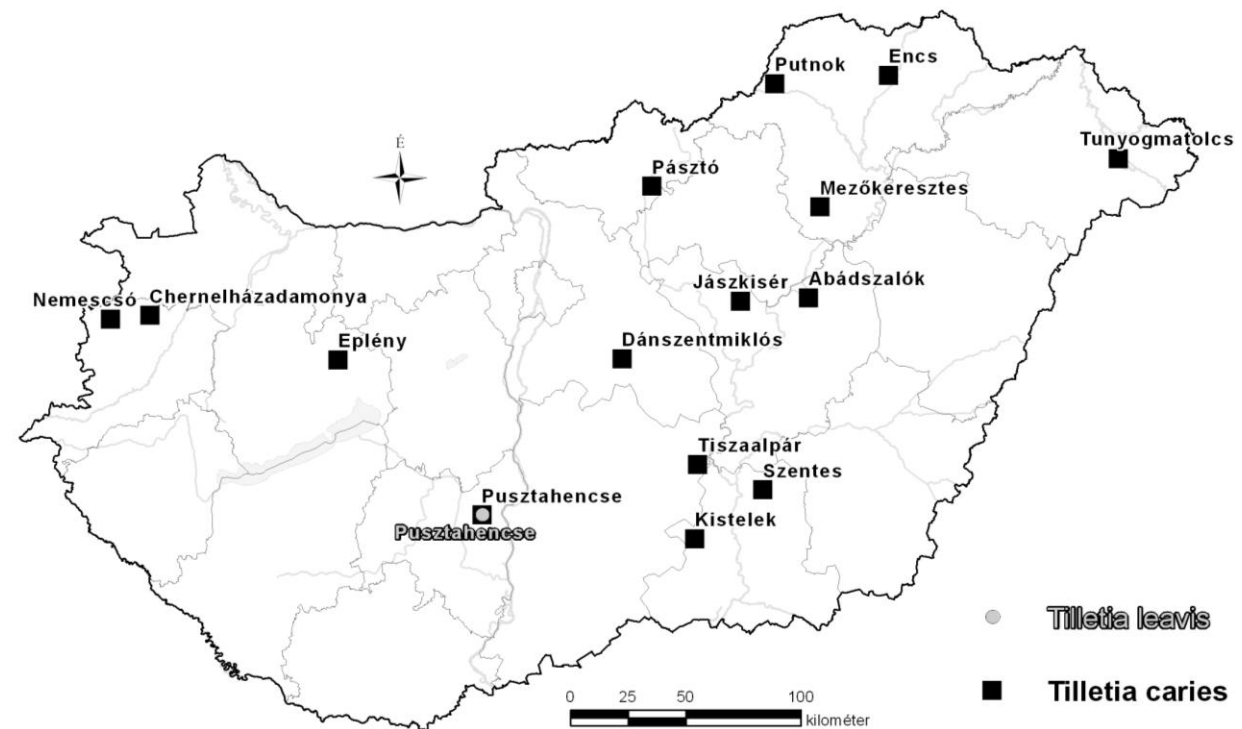 Encs
Putnok
Tunyogmatolcs
É
Pásztó
Mezőkeresztes
Abádszalók
Jászkisér
Chernelházadamonya
Nemescsó
Eplény
Dánszentmiklós
Tiszaalpár
Szentes
Pusztahencse
Pusztahencse
Kistelek
Tilletia leavis
Tilletia caries
0 25 50 100
kilométer